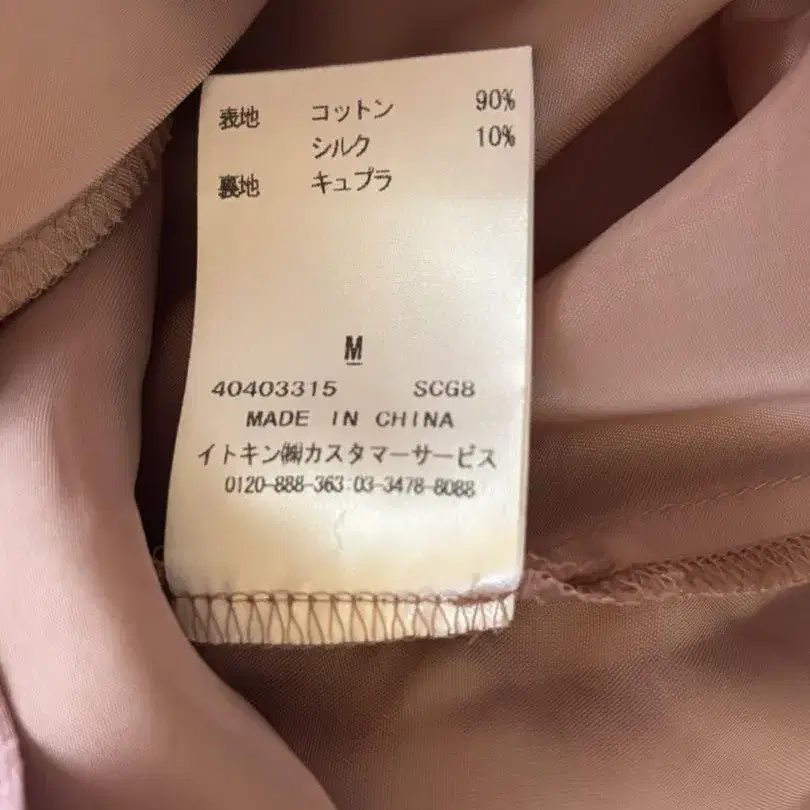 表地 コットン 90%
シルク 10%
裏地 キュプラ
M
40403315 SCG8
MADE IN CHINA
イトキン㈱カスタマーサービス
0120-888-363:03-3478-8088